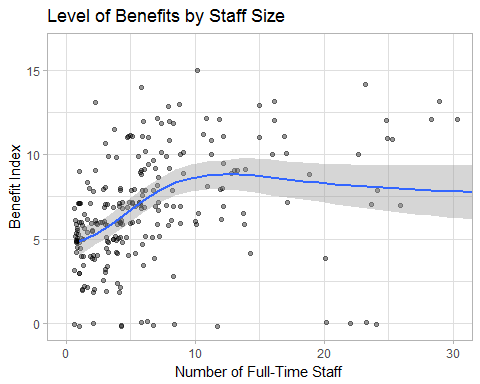 Level of Benefits by Staff Size
15
10
5
0
Benefit Index
0
10
20
30
Number of Full-Time Staff